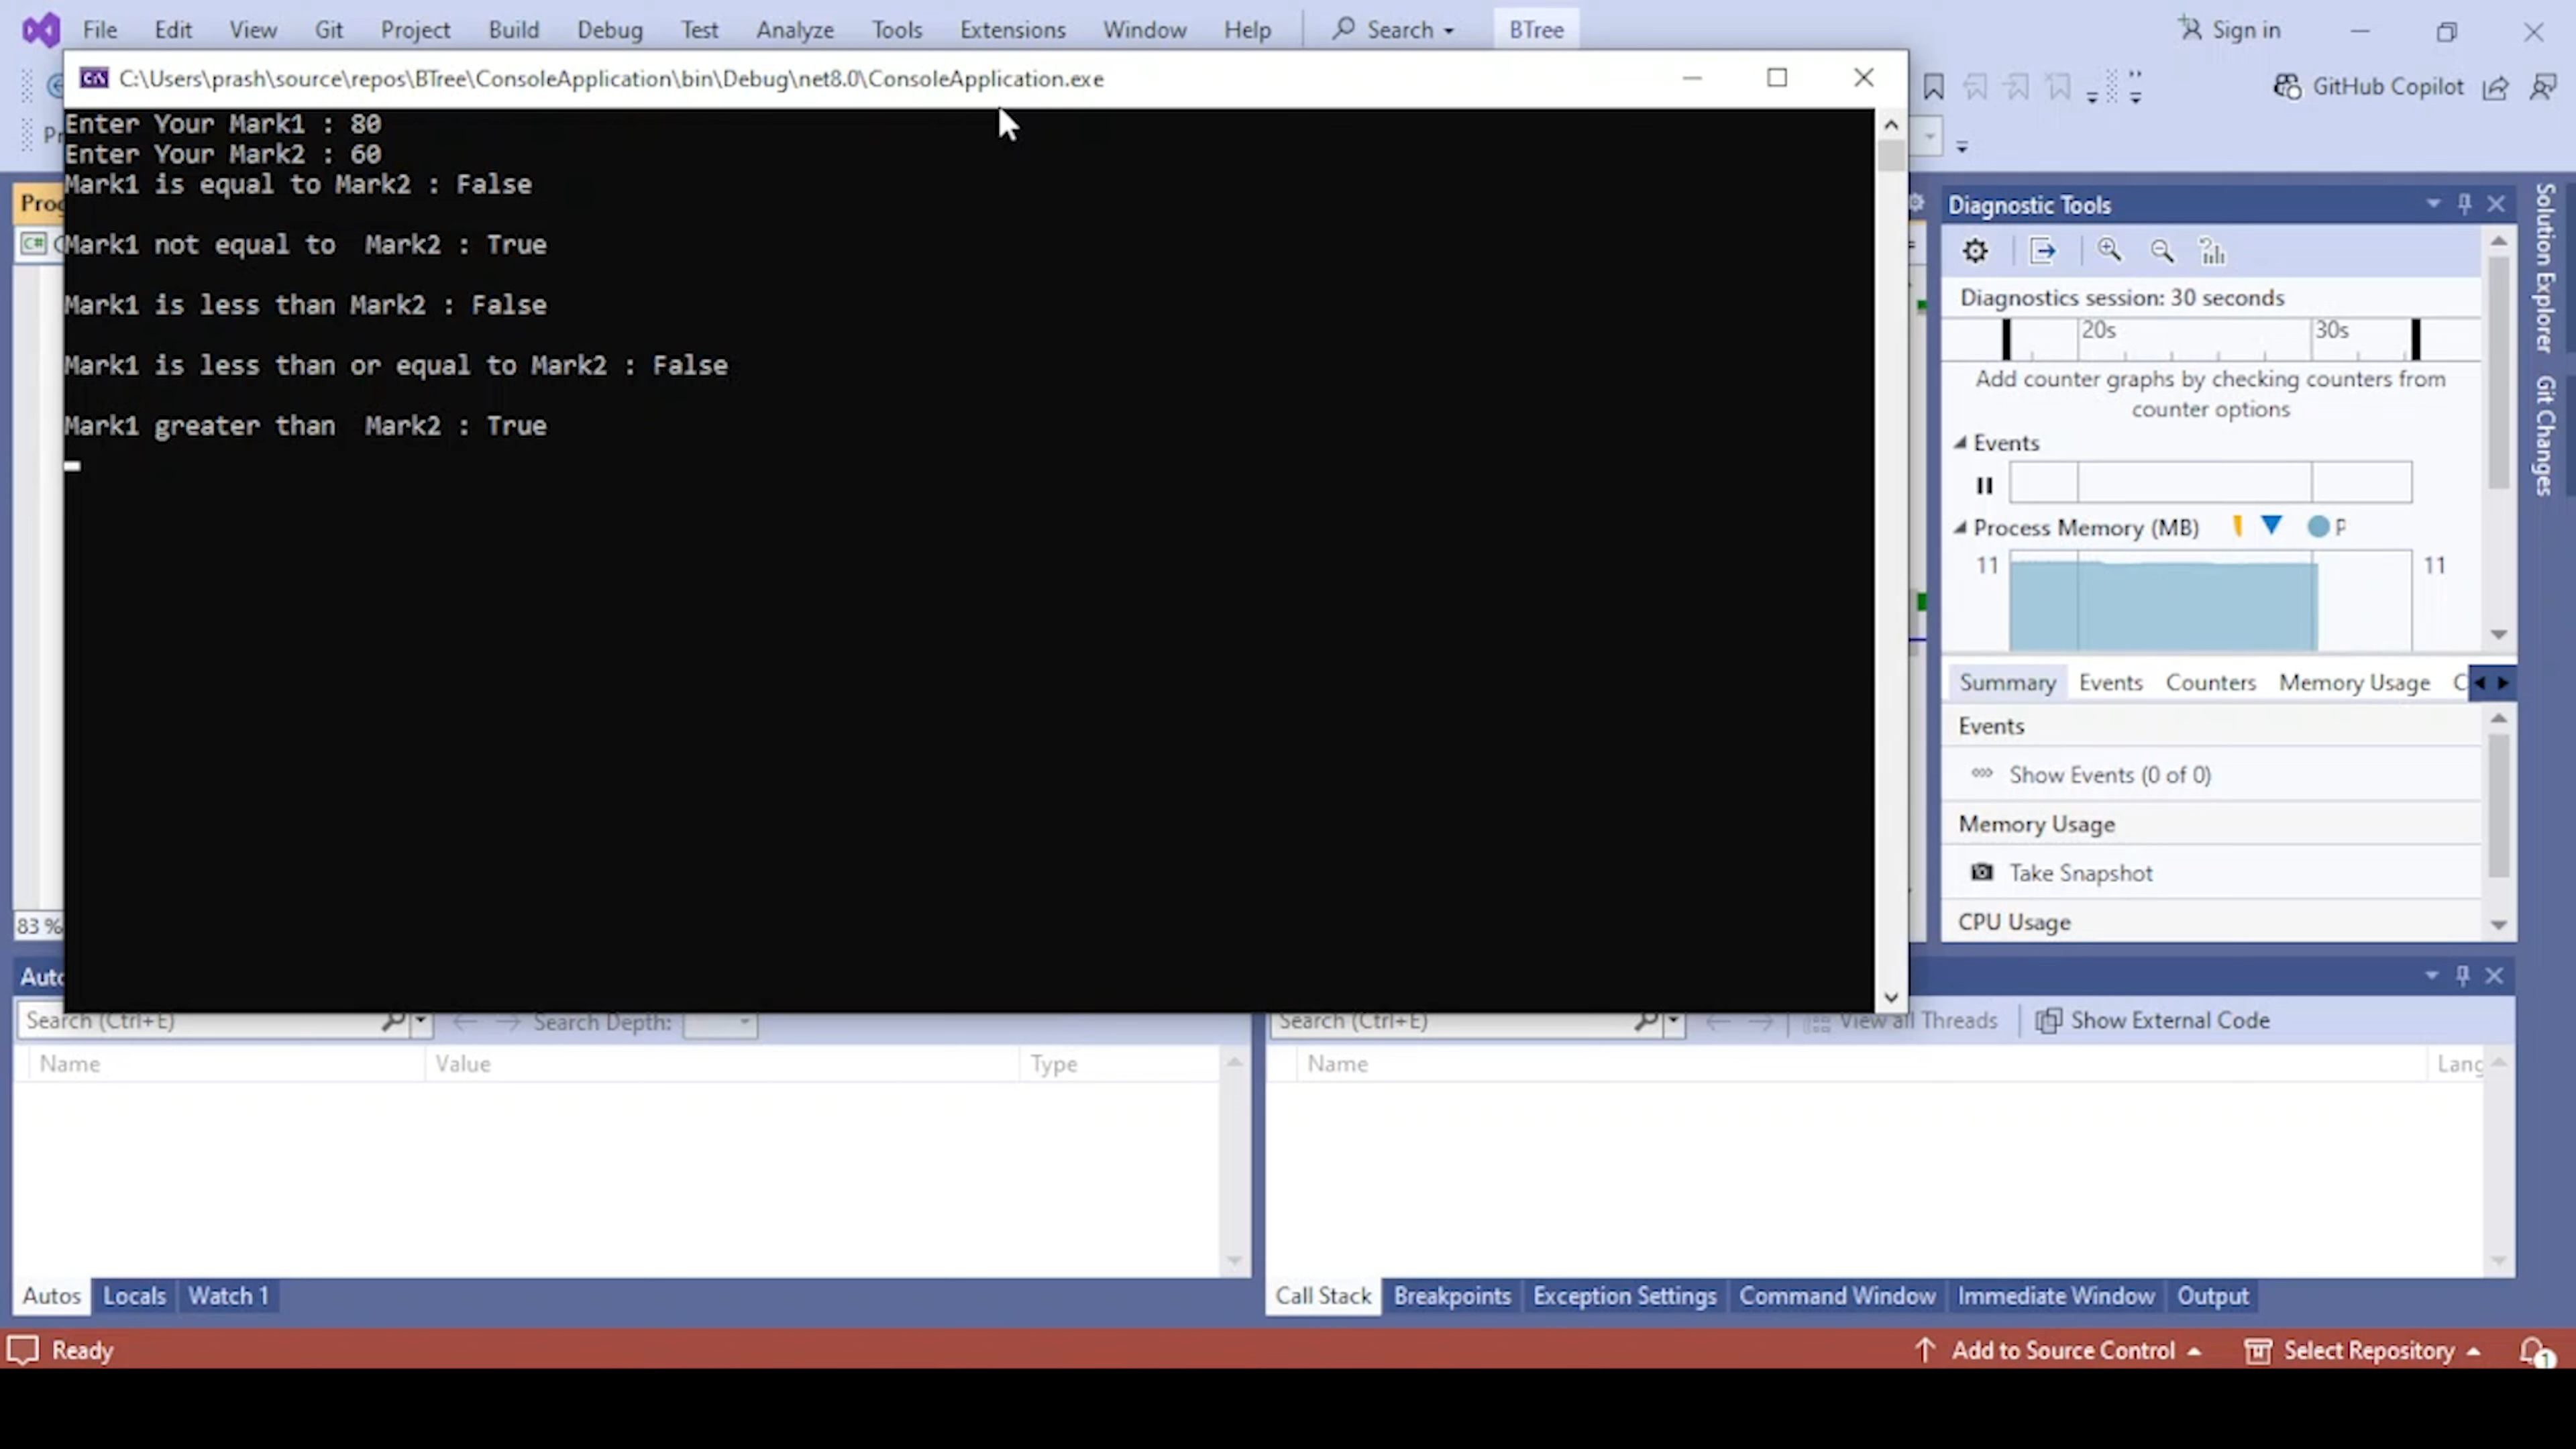 File Edit View Git Project Build Debug Test Analyze Tools Extensions Window Help Search BTree Sign in
C:\Users\prash\source\repos\BTree\ConsoleApplication\bin\Debug\net8.0\ConsoleApplication.exe
GitHub Copilot
Enter Your Mark1 : 80
Enter Your Mark2 : 60
Mark1 is equal to Mark2 : False
Mark1 not equal to  Mark2 : True
Mark1 is less than Mark2 : False
Mark1 is less than or equal to Mark2 : False
Mark1 greater than  Mark2 : True
83 %
Diagnostic Tools
Diagnostics session: 30 seconds
20s 30s
Add counter graphs by checking counters from
counter options
Events
Process Memory (MB)
11 11
Summary Events Counters Memory Usage
Events
Show Events (0 of 0)
Memory Usage
Take Snapshot
CPU Usage
Solution Explorer
Git Changes
Search (Ctrl+E) Search Depth:
Name Value Type
Autos Locals Watch 1
Search (Ctrl+E) View all Threads Show External Code
Name
Call Stack Breakpoints Exception Settings Command Window Immediate Window Output
Ready Add to Source Control Select Repository 1